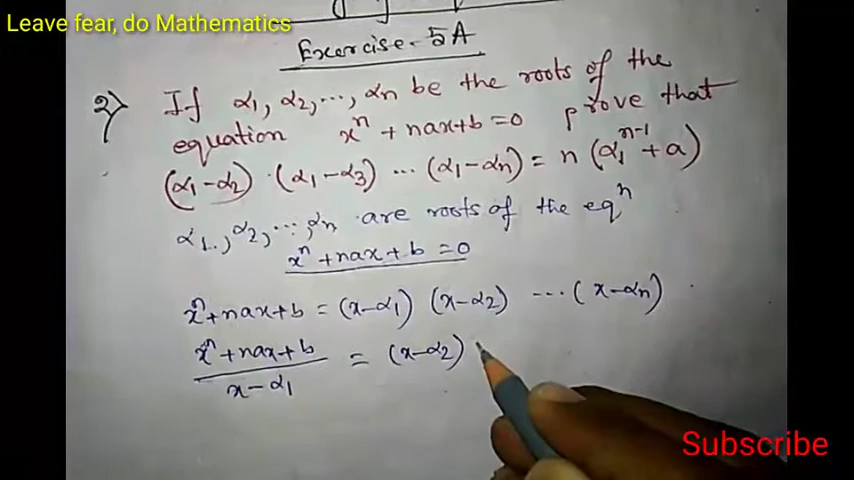 Leave fear, do Mathematics
Exercise-5A
2) If α1, α2, ..., αn be the roots of the
equation x^n + nax+b=0 prove that
(α1-α2) · (α1-α3) ... (α1-αn) = n (α1^n-1 + a)
α1, α2, ..., αn are roots of the eq^n
x^n + nax + b = 0
x^n + nax + b = (x-α1) (x-α2) ... (x-αn)
x^n + nax + b / x - α1 = (x-α2)
Subscribe